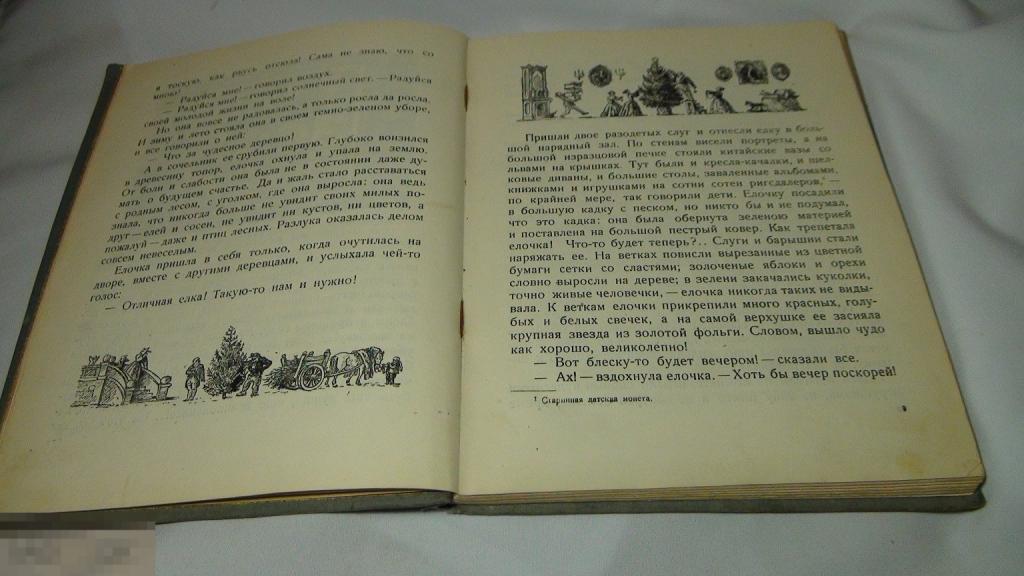 я тоскую, как рвусь отсюда! Сама не знаю, что со
мною!
— Радуйся мне! — говорил воздух.
— Радуйся мне! — говорил солнечный свет. — Радуйся
своей молодой жизни на воле!
Но она вовсе не радовалась, а только росла да росла.
И зиму и лето стояла она в своем темно-зеленом уборе,
и все говорили о ней:
— Что за чудесное деревцо!
А в сочельник ее срубили первую. Глубоко вонзился
в древесину топор, елочка охнула и упала на землю.
От боли и слабости она была не в состоянии даже ду-
мать о будущем счастье. Да и жаль стало расставаться
с родным лесом, с уголком, где она выросла: она ведь
знала, что никогда больше не увидит своих милых по-
друг — елей и сосен, не увидит ни кустов, ни цветов, а
пожалуй — даже и птиц лесных. Разлука оказалась делом
совсем невеселым.
Елочка пришла в себя только, когда очутилась на
дворе, вместе с другими деревцами, и услыхала чей-то
голос:
— Отличная елка! Такую-то нам и нужно!
Пришли двое разодетых слуг и отнесли елку в боль-
шой нарядный зал. По стенам висели портреты, а на
большой изразцовой печке стояли китайские вазы со
львами на крышках. Тут были и кресла-качалки, и шел-
ковые диваны, и большие столы, заваленные альбомами,
книжками и игрушками на сотни сотен ригсдалеров,¹ —
по крайней мере, так говорили дети. Елочку посадили
в большую кадку с песком, но никто бы и не подумал,
что это кадка: она была обернута зеленою материей
и поставлена на большой пестрый ковер. Как трепетала
елочка! Что-то будет теперь?.. Слуги и барышни стали
наряжать ее. На ветках повисли вырезанные из цветной
бумаги сетки со сластями; золоченые яблоки и орехи
словно выросли на дереве; в зелени закачались куколки,
точно живые человечки, — елочка никогда таких не виды-
вала. К веткам елочки прикрепили много красных, голу-
бых и белых свечек, а на самой верхушке ее засияла
крупная звезда из золотой фольги. Словом, вышло чудо
как хорошо, великолепно!
— Вот блеску-то будет вечером! — сказали все.
— Ах! — вздохнула елочка. — Хоть бы вечер поскорей!
¹ Старинная датская монета.
9